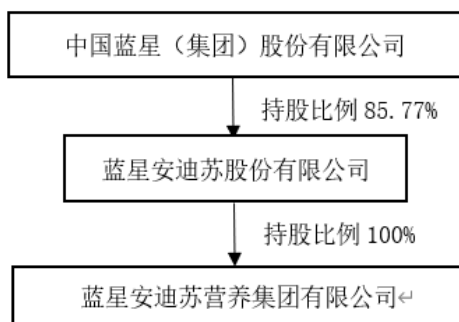 中国蓝星（集团）股份有限公司
持股比例 85.77%
蓝星安迪苏股份有限公司
持股比例 100%
蓝星安迪苏营养集团有限公司↵